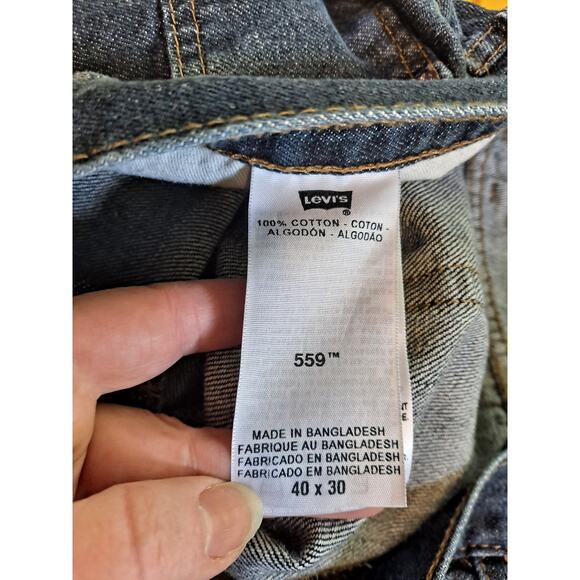 Levi's
®
100% COTTON - COTON -
ALGODÓN - ALGODÃO
559™
MADE IN BANGLADESH
FABRIQUE AU BANGLADESH
FABRICADO EN BANGLADESH
FABRICADO EM BANGLADESH
40 x 30